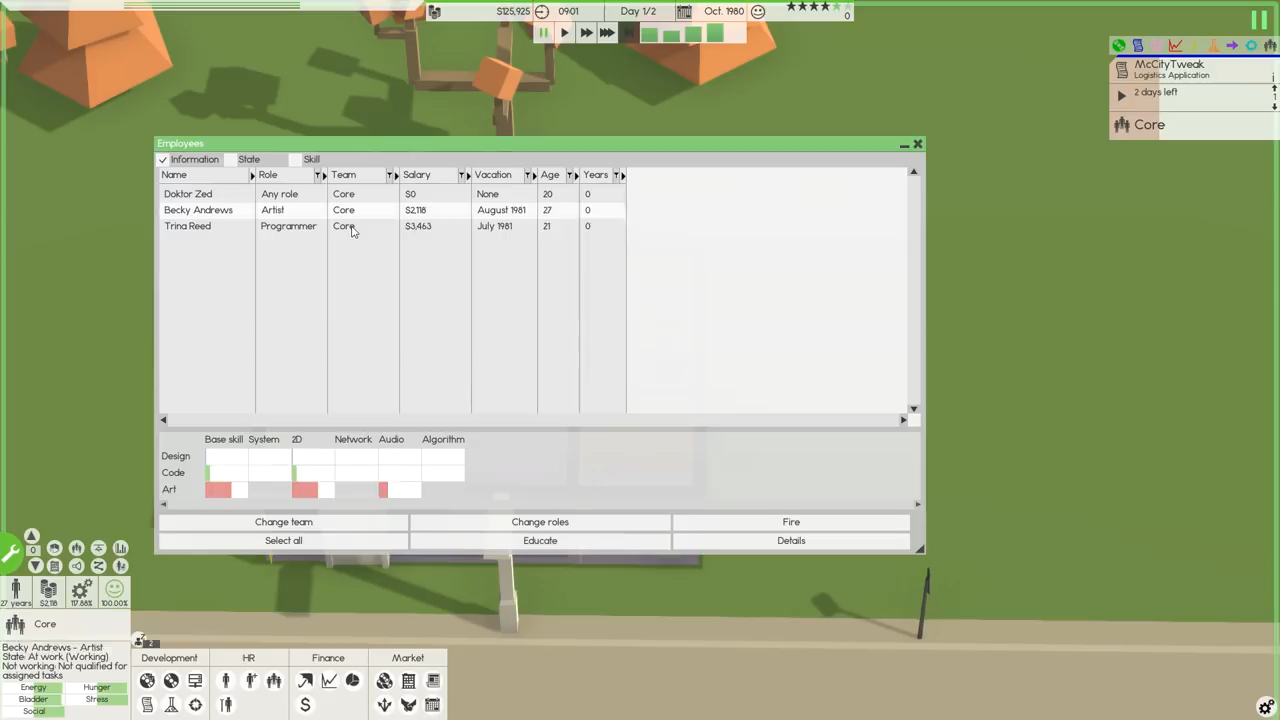 $125,925 09:01 Day 1/2 Oct. 1980 0
McCityTweak
Logistics Application i
2 days left 1
Core
Employees
Information State Skill
Name Role Team Salary Vacation Age Years
Doktor Zed Any role Core $0 None 20 0
Becky Andrews Artist Core $2,118 August 1981 27 0
Trina Reed Programmer Core $3,463 July 1981 21 0
Base skill System 2D Network Audio Algorithm
Design
Code
Art
Change team Change roles Fire
Select all Educate Details
0
27 years $2,118 117.88% 100.00%
Core
2
Becky Andrews - Artist
State: At work (Working)
Not working: Not qualified for
assigned tasks
Energy Hunger
Bladder Stress
Social
Development HR Finance Market